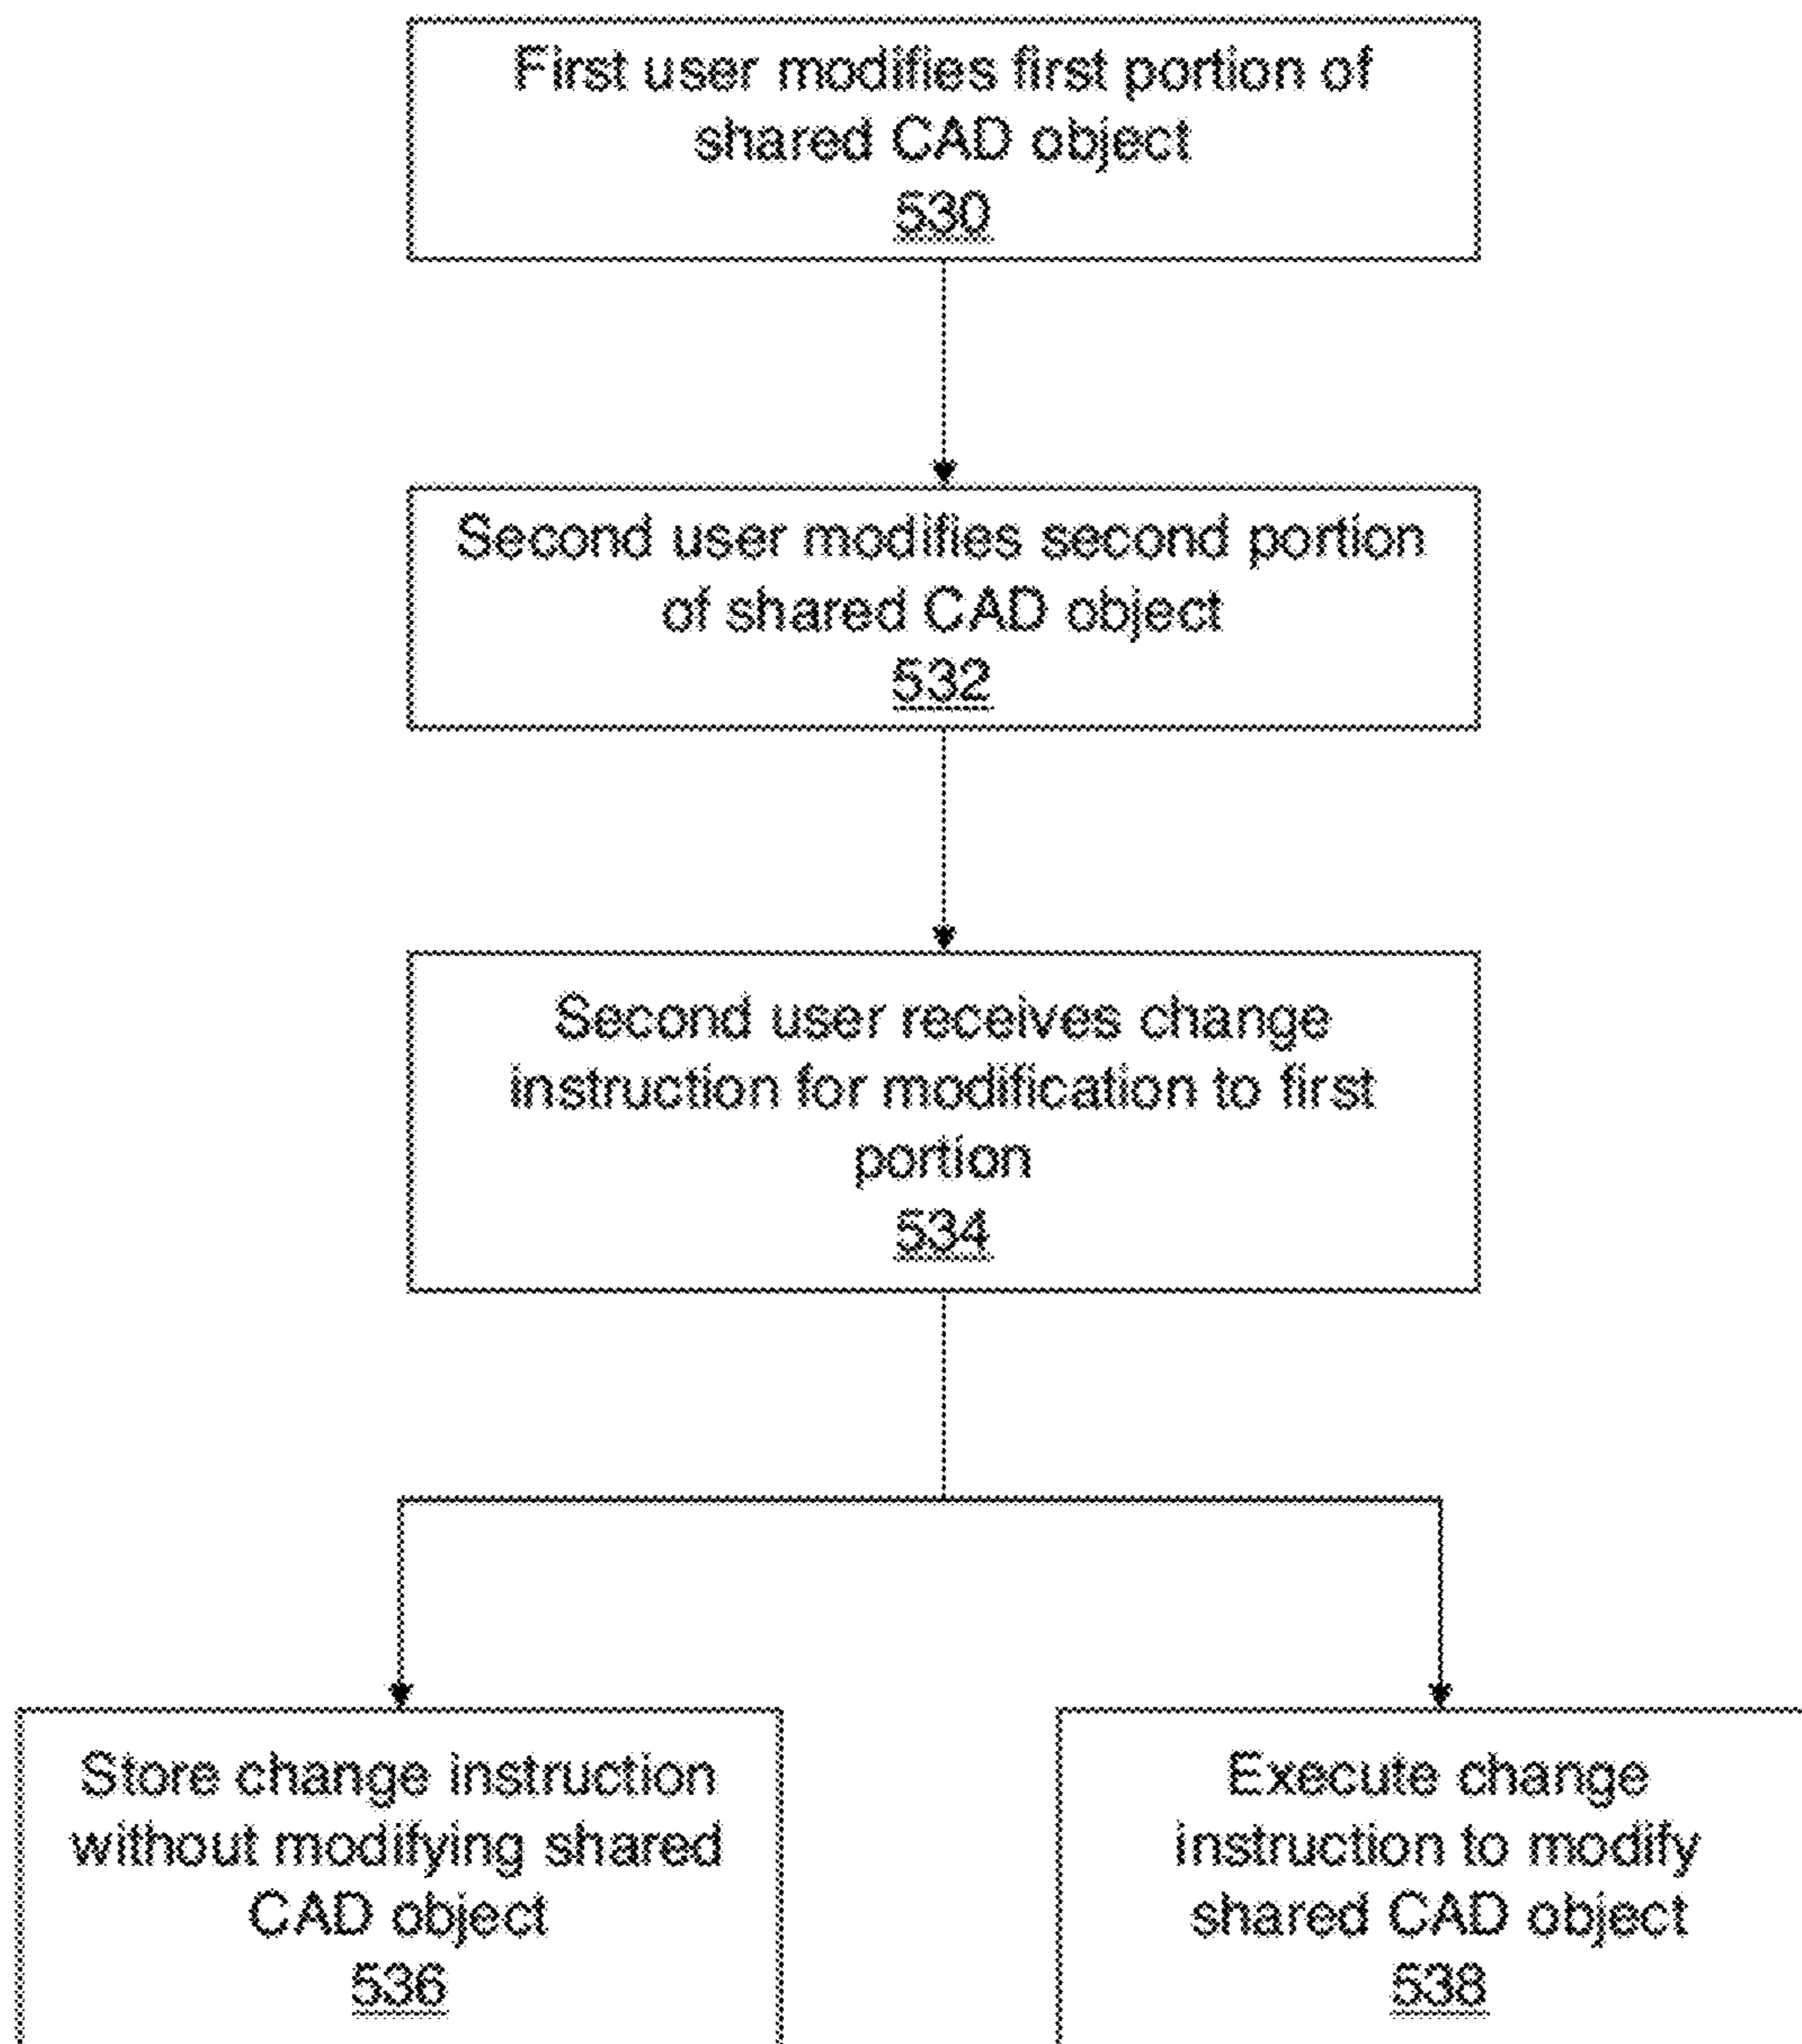 First user modifies first portion of
shared CAD object
530
Second user modifies second portion
of shared CAD object
532
Second user receives change
instruction for modification to first
portion
534
Store change instruction
without modifying shared
CAD object
536
Execute change
instruction to modify
shared CAD object
538